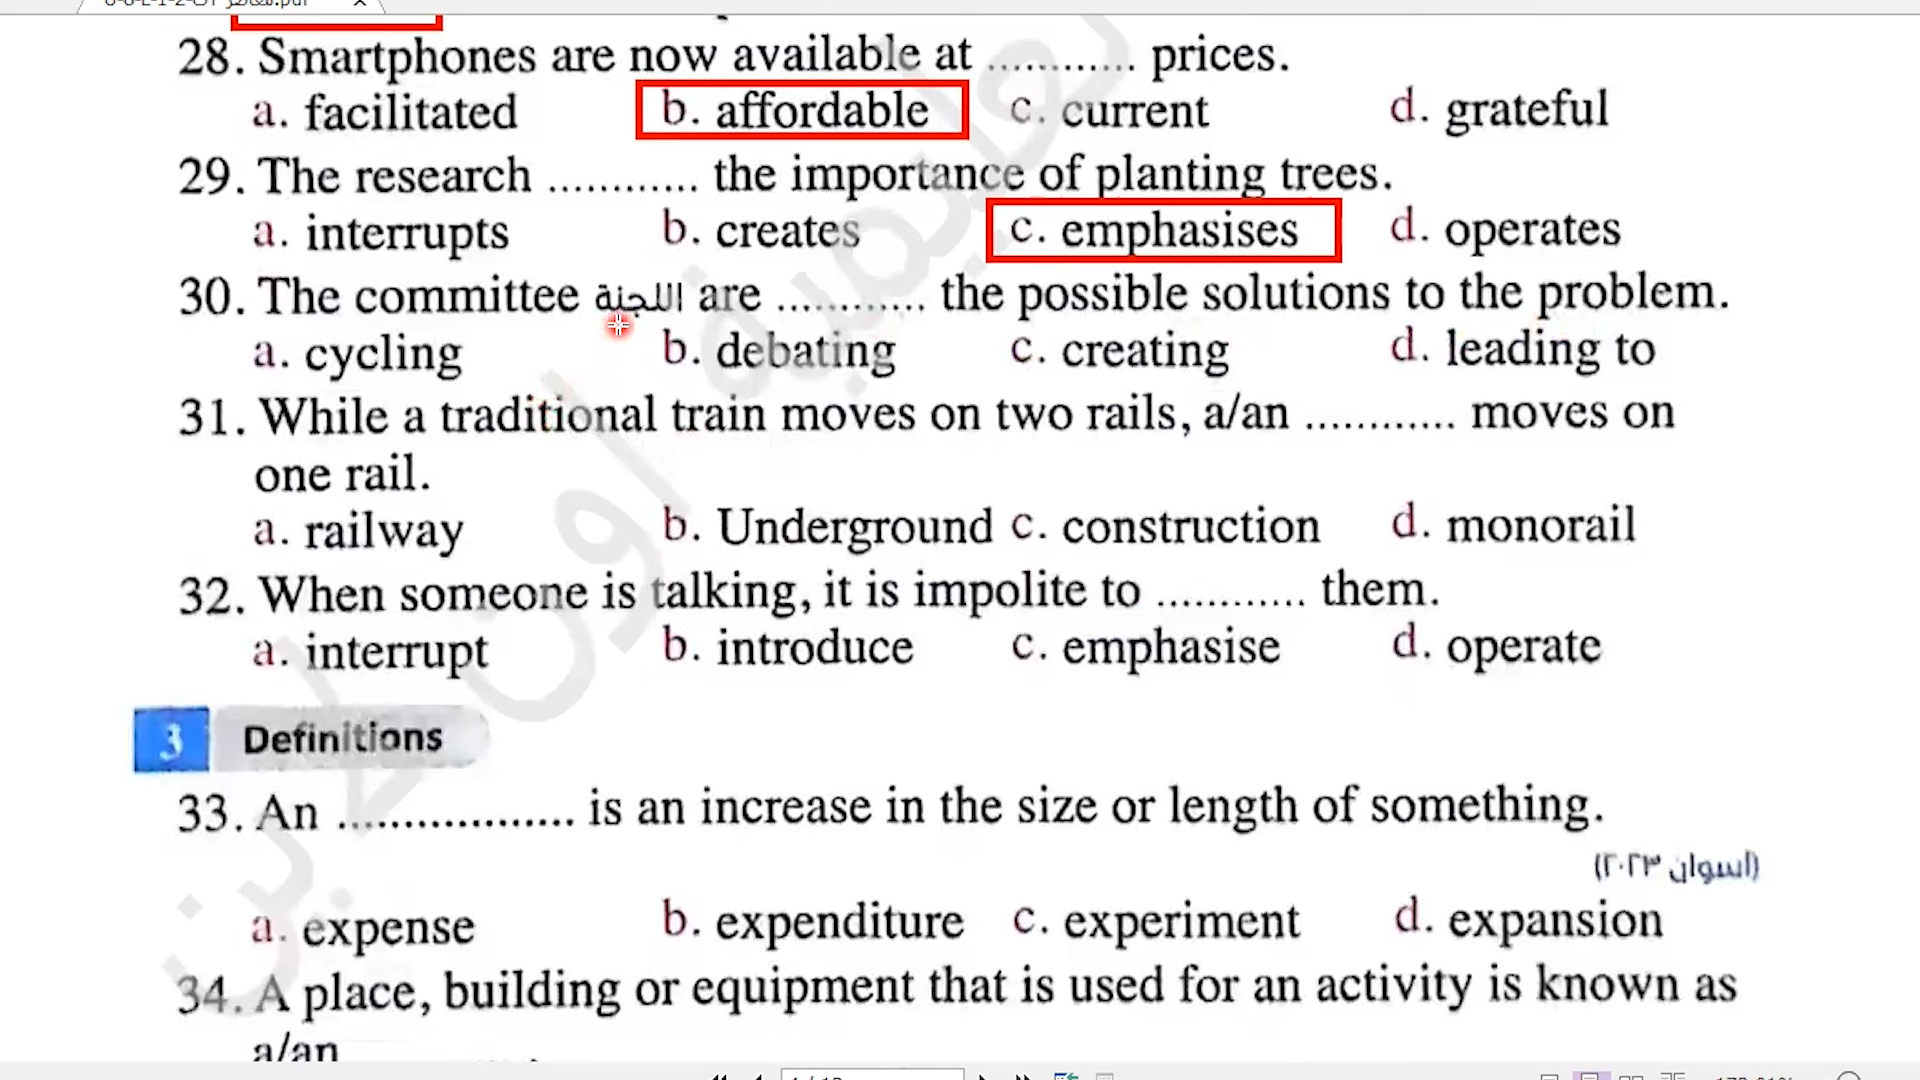 28. Smartphones are now available at ............ prices.
a. facilitated b. affordable c. current d. grateful
29. The research ............ the importance of planting trees.
a. interrupts b. creates c. emphasises d. operates
30. The committee اللجنة are ............ the possible solutions to the problem.
a. cycling b. debating c. creating d. leading to
31. While a traditional train moves on two rails, a/an ............ moves on
one rail.
a. railway b. Underground c. construction d. monorail
32. When someone is talking, it is impolite to ............ them.
a. interrupt b. introduce c. emphasise d. operate
3 Definitions
33. An .................. is an increase in the size or length of something.
(اسوان ٢٠٢٣)
a. expense b. expenditure c. experiment d. expansion
34. A place, building or equipment that is used for an activity is known as
a/an